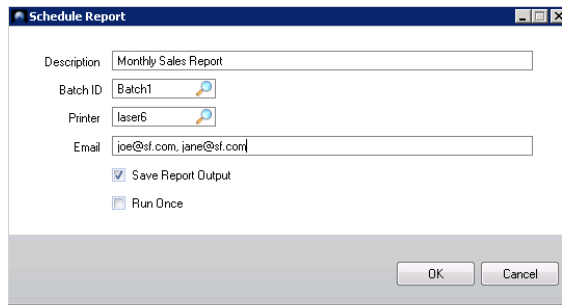 Schedule Report
Description Monthly Sales Report
Batch ID Batch1
Printer laser6
Email joe@sf.com, jane@sf.com
Save Report Output
Run Once
OK Cancel